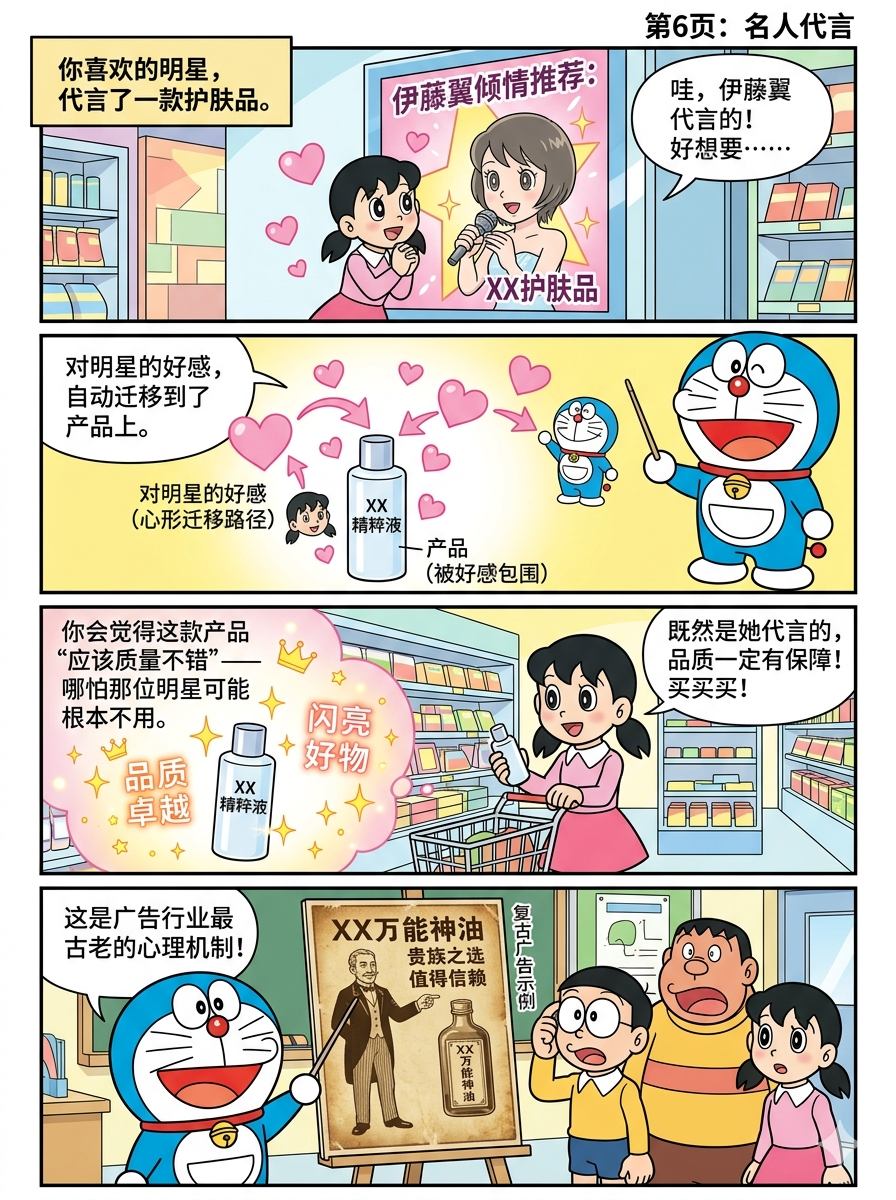 第6页：名人代言
你喜欢的明星，
代言了一款护肤品。
伊藤翼倾情推荐：
XX护肤品
哇，伊藤翼
代言的！
好想要……
对明星的好感，
自动迁移到了
产品上。
对明星的好感
（心形迁移路径）
XX
精粹液
产品
（被好感包围）
你会觉得这款产品
“应该质量不错”——
哪怕那位明星可能
根本不用。
闪亮
好物
品质
卓越
XX
精粹液
既然是她代言的，
品质一定有保障！
买买买！
这是广告行业最
古老的心理机制！
XX万能神油
贵族之选
值得信赖
XX万能神油
复古广告示例